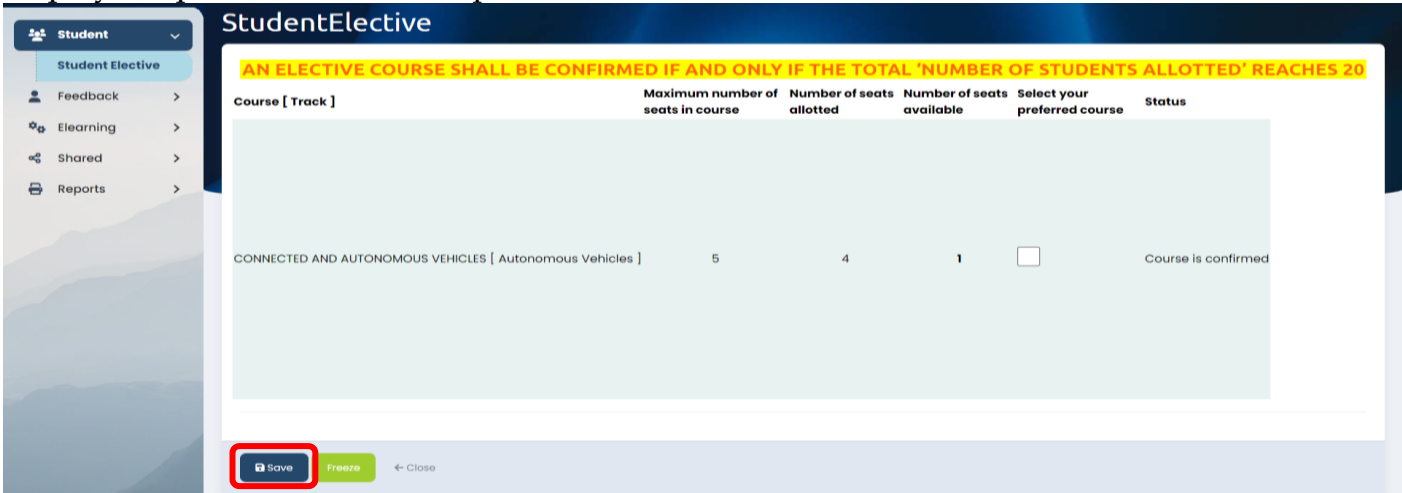 StudentElective
Student
Student Elective
Feedback
Elearning
Shared
Reports
AN ELECTIVE COURSE SHALL BE CONFIRMED IF AND ONLY IF THE TOTAL ‘NUMBER OF STUDENTS ALLOTTED’ REACHES 20
Course [ Track ] Maximum number of seats in course Number of seats allotted Number of seats available Select your preferred course Status
CONNECTED AND AUTONOMOUS VEHICLES [ Autonomous Vehicles ] 5 4 1 Course is confirmed
Save Freeze ← Close